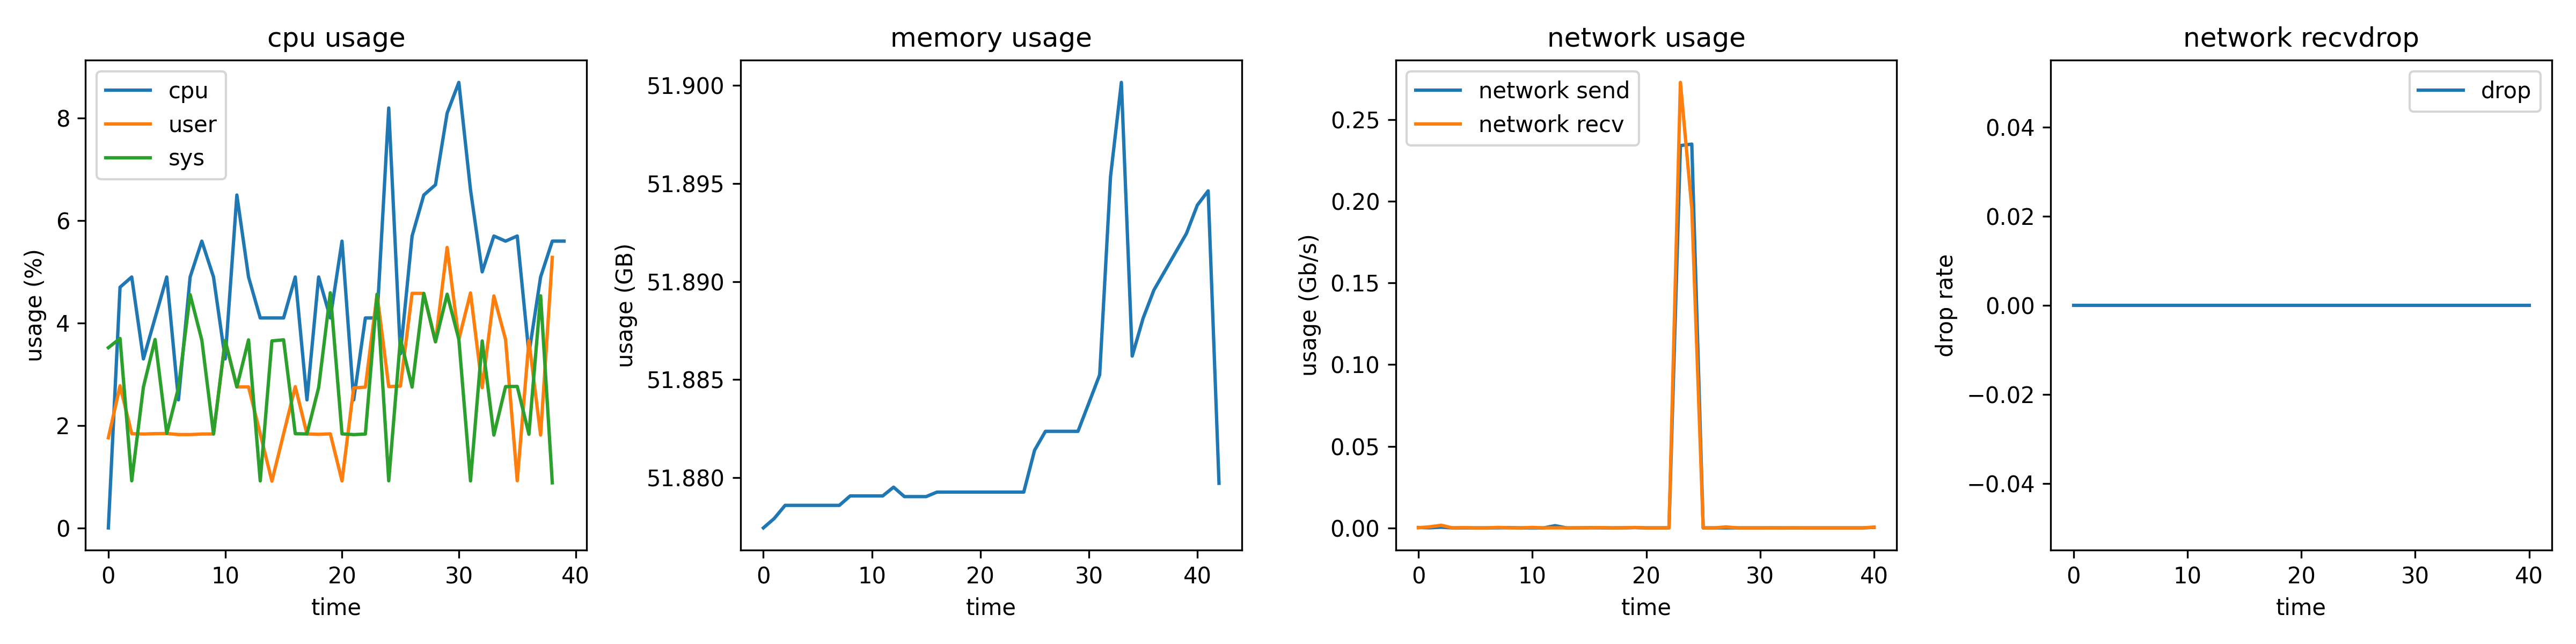 cpu usage
cpu
user
sys
usage (%)
8
6
4
2
0
0 10 20 30 40
time
memory usage
usage (GB)
51.900
51.895
51.890
51.885
51.880
0 10 20 30 40
time
network usage
network send
network recv
usage (Gb/s)
0.25
0.20
0.15
0.10
0.05
0.00
0 10 20 30 40
time
network recvdrop
drop
drop rate
0.04
0.02
0.00
−0.02
−0.04
0 10 20 30 40
time